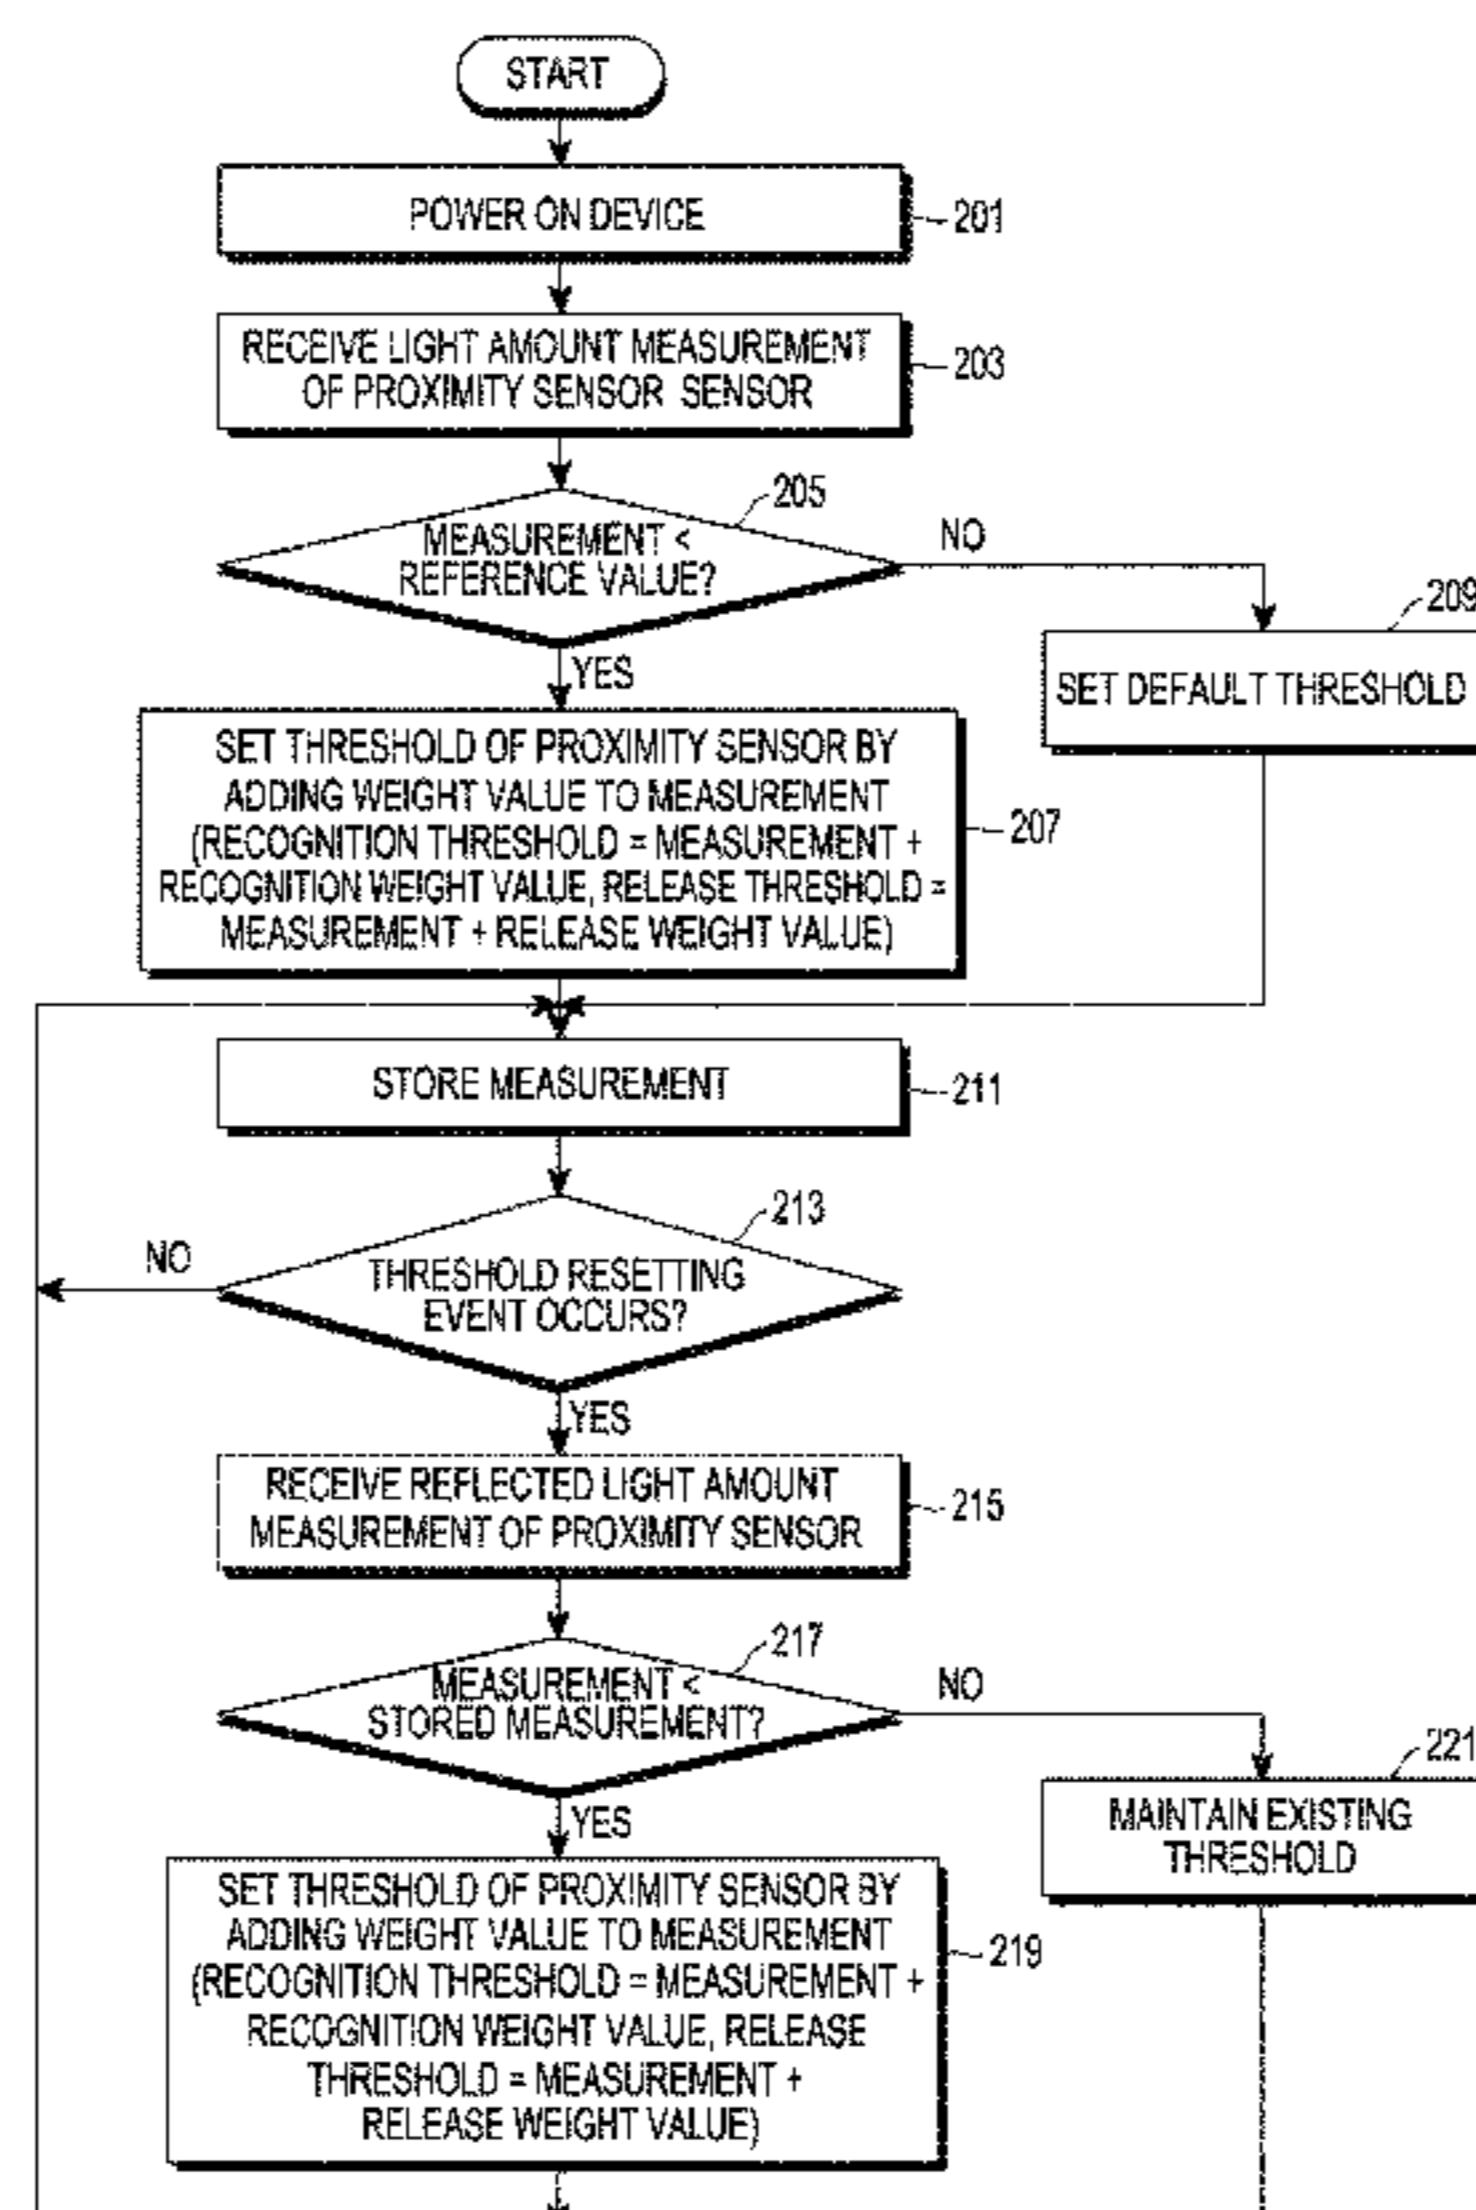 START
POWER ON DEVICE
201
RECEIVE LIGHT AMOUNT MEASUREMENT
OF PROXIMITY SENSOR SENSOR
203
205
MEASUREMENT <
REFERENCE VALUE?
NO
YES
209
SET DEFAULT THRESHOLD
SET THRESHOLD OF PROXIMITY SENSOR BY
ADDING WEIGHT VALUE TO MEASUREMENT
(RECOGNITION THRESHOLD = MEASUREMENT +
RECOGNITION WEIGHT VALUE, RELEASE THRESHOLD =
MEASUREMENT + RELEASE WEIGHT VALUE)
207
STORE MEASUREMENT
211
213
THRESHOLD RESETTING
EVENT OCCURS?
NO
YES
RECEIVE REFLECTED LIGHT AMOUNT
MEASUREMENT OF PROXIMITY SENSOR
215
217
MEASUREMENT <
STORED MEASUREMENT?
NO
YES
221
MAINTAIN EXISTING
THRESHOLD
SET THRESHOLD OF PROXIMITY SENSOR BY
ADDING WEIGHT VALUE TO MEASUREMENT
(RECOGNITION THRESHOLD = MEASUREMENT +
RECOGNITION WEIGHT VALUE, RELEASE
THRESHOLD = MEASUREMENT +
RELEASE WEIGHT VALUE)
219